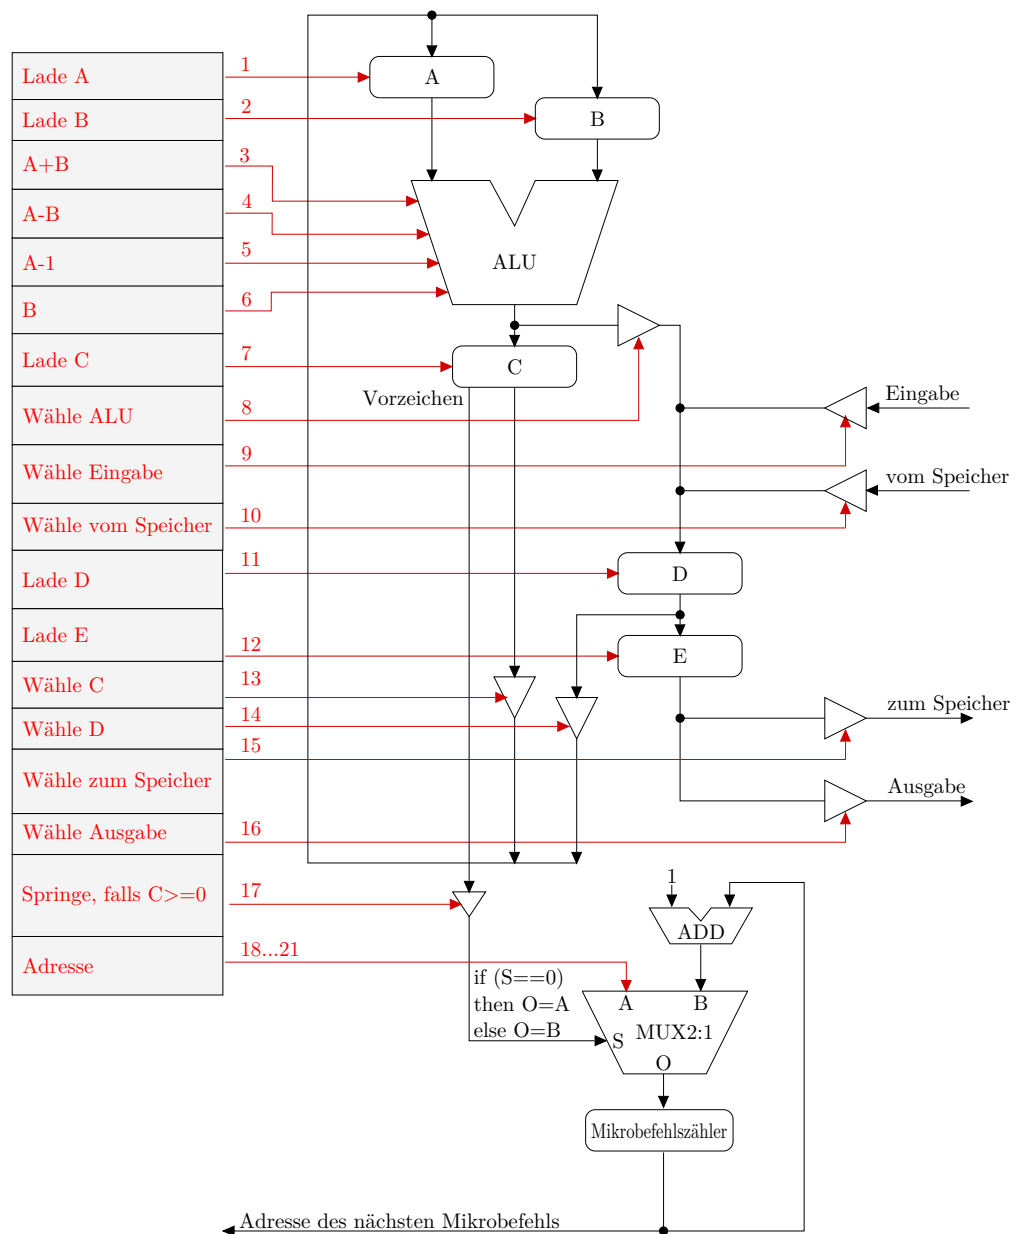 Lade A
1
Lade B
2
A+B
3
A-B
4
A-1
5
B
6
Lade C
7
Wähle ALU
8
Wähle Eingabe
9
Wähle vom Speicher
10
Lade D
11
Lade E
12
Wähle C
13
Wähle D
14
Wähle zum Speicher
15
Wähle Ausgabe
16
Springe, falls C>=0
17
Adresse
18...21
A
B
ALU
C
Vorzeichen
Eingabe
vom Speicher
D
E
zum Speicher
Ausgabe
1
ADD
if (S==0)
then O=A
else O=B
A
B
MUX2:1
S
O
Mikrobefehlszähler
Adresse des nächsten Mikrobefehls